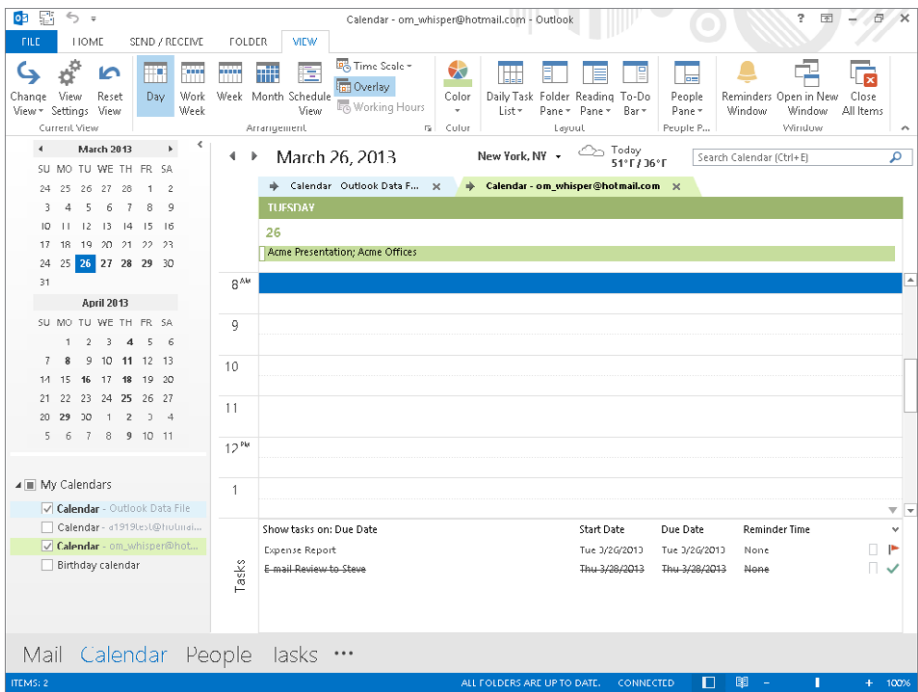 Calendar - om_whisper@hotmail.com - Outlook
FILE HOME SEND / RECEIVE FOLDER VIEW
Change View View Settings Reset View Day Work Week Week Month Schedule View Time Scale Overlay Working Hours Color Daily Task List Folder Pane Reading Pane To-Do Bar People Pane Reminders Window Open in New Window Close All Items
Current View Arrangement Color Layout People P... Window
March 2013
SU MO TU WE TH FR SA
24 25 26 27 28 1 2
3 4 5 6 7 8 9
10 11 12 13 14 15 16
17 18 19 20 21 22 23
24 25 26 27 28 29 30
31
April 2013
SU MO TU WE TH FR SA
1 2 3 4 5 6
7 8 9 10 11 12 13
14 15 16 17 18 19 20
21 22 23 24 25 26 27
28 29 30 1 2 3 4
5 6 7 8 9 10 11
My Calendars
Calendar - Outlook Data File
Calendar - a1919test@hotmai...
Calendar - om_whisper@hot...
Birthday calendar
March 26, 2013 New York, NY Today 51°F / 36°F Search Calendar (Ctrl+E)
Calendar Outlook Data F... Calendar - om_whisper@hotmail.com
TUESDAY
26
Acme Presentation; Acme Offices
8 AM
9
10
11
12 PM
1
Tasks
Show tasks on: Due Date Start Date Due Date Reminder Time
Expense Report Tue 3/26/2013 Tue 3/26/2013 None
E-mail Review to Steve Thu 3/28/2013 Thu 3/28/2013 None
Mail Calendar People Tasks •••
ITEMS: 2 ALL FOLDERS ARE UP TO DATE. CONNECTED 100%